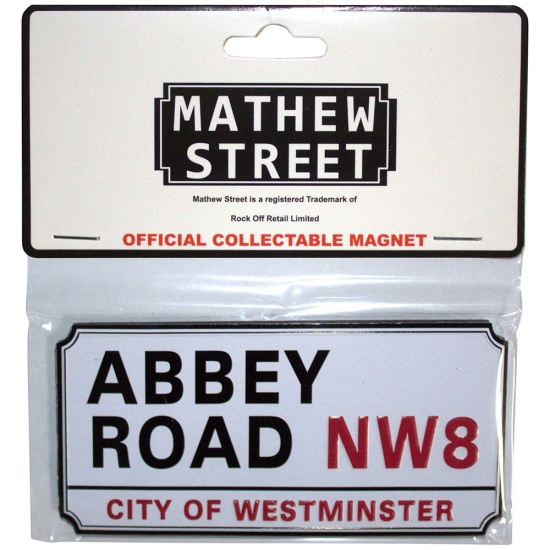 MATHEW
STREET
Mathew Street is a registered Trademark of
Rock Off Retail Limited
OFFICIAL COLLECTABLE MAGNET
ABBEY
ROAD NW8
CITY OF WESTMINSTER